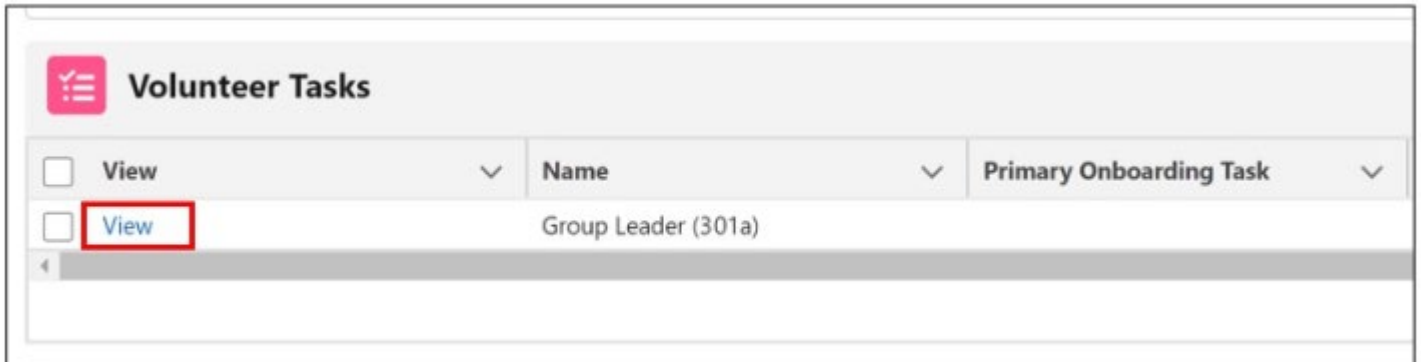 Volunteer Tasks
View Name Primary Onboarding Task
View Group Leader (301a)